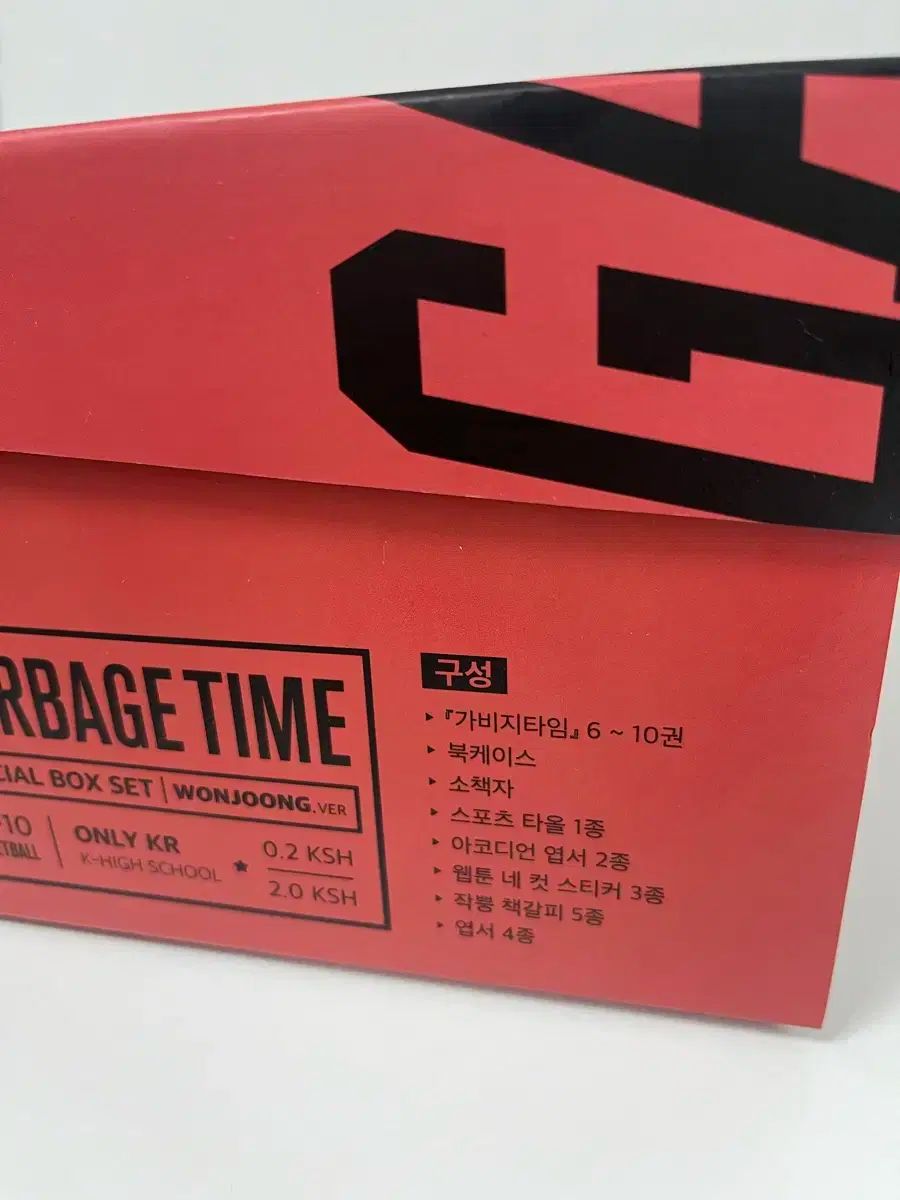 GA
RBAGE TIME
CIAL BOX SET | WONJOONG.VER
-10
ETBALL
ONLY KR
K-HIGH SCHOOL ★
0.2 KSH
2.0 KSH
구성
▸ 『가비지타임』 6 ~ 10권
▸ 북케이스
▸ 소책자
▸ 스포츠 타올 1종
▸ 아코디언 엽서 2종
▸ 웹툰 네 컷 스티커 3종
▸ 작뿡 책갈피 5종
▸ 엽서 4종